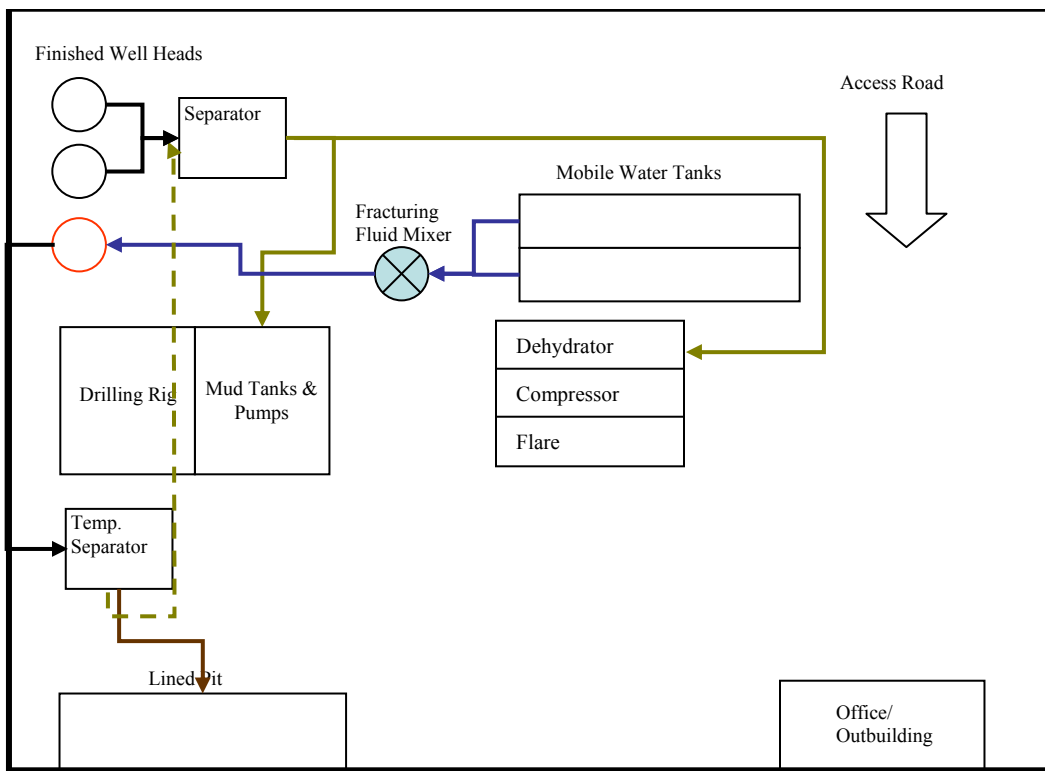 Finished Well Heads
Separator
Access Road
Mobile Water Tanks
Fracturing
Fluid Mixer
Dehydrator
Compressor
Flare
Drilling Rig
Mud Tanks &
Pumps
Temp.
Separator
Lined Pit
Office/
Outbuilding